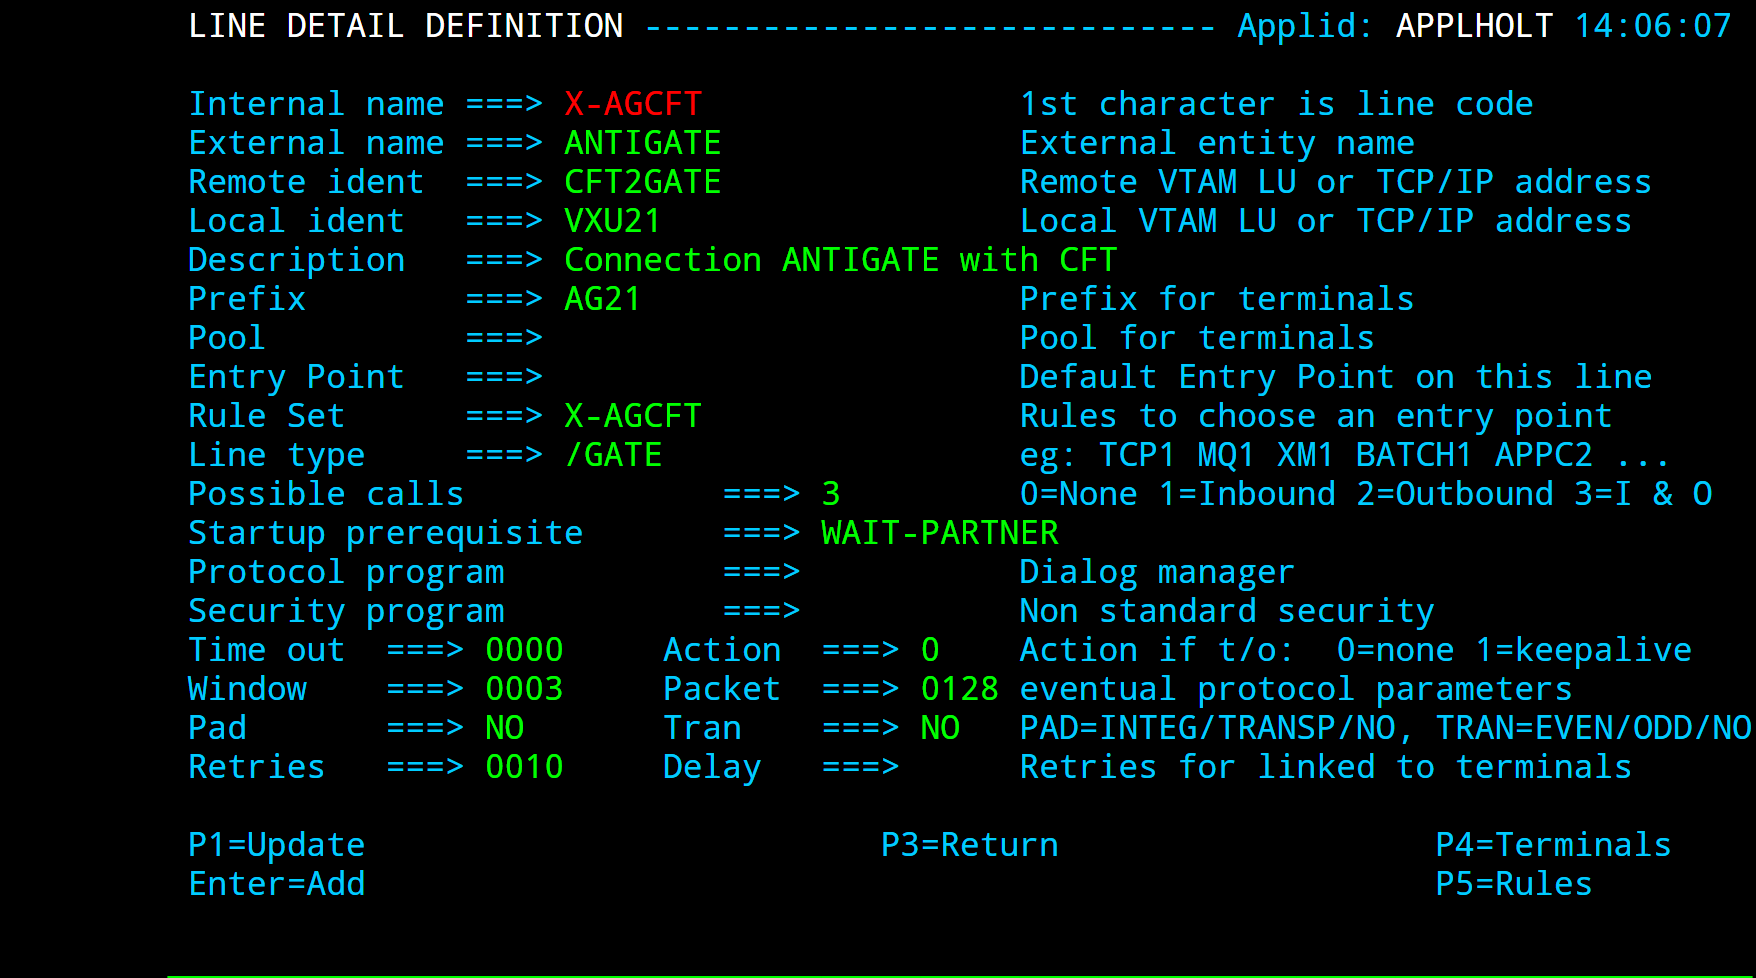 LINE DETAIL DEFINITION ----------------------------- Applid: APPLHOLT 14:06:07
Internal name ===> X-AGCFT 1st character is line code
External name ===> ANTIGATE External entity name
Remote ident ===> CFT2GATE Remote VTAM LU or TCP/IP address
Local ident ===> VXU21 Local VTAM LU or TCP/IP address
Description ===> Connection ANTIGATE with CFT
Prefix ===> AG21 Prefix for terminals
Pool ===> Pool for terminals
Entry Point ===> Default Entry Point on this line
Rule Set ===> X-AGCFT Rules to choose an entry point
Line type ===> /GATE eg: TCP1 MQ1 XM1 BATCH1 APPC2 ...
Possible calls ===> 3 0=None 1=Inbound 2=Outbound 3=I & O
Startup prerequisite ===> WAIT-PARTNER
Protocol program ===> Dialog manager
Security program ===> Non standard security
Time out ===> 0000 Action ===> 0 Action if t/o: 0=none 1=keepalive
Window ===> 0003 Packet ===> 0128 eventual protocol parameters
Pad ===> NO Tran ===> NO PAD=INTEG/TRANSP/NO, TRAN=EVEN/ODD/NO
Retries ===> 0010 Delay ===> Retries for linked to terminals
P1=Update P3=Return P4=Terminals
Enter=Add P5=Rules